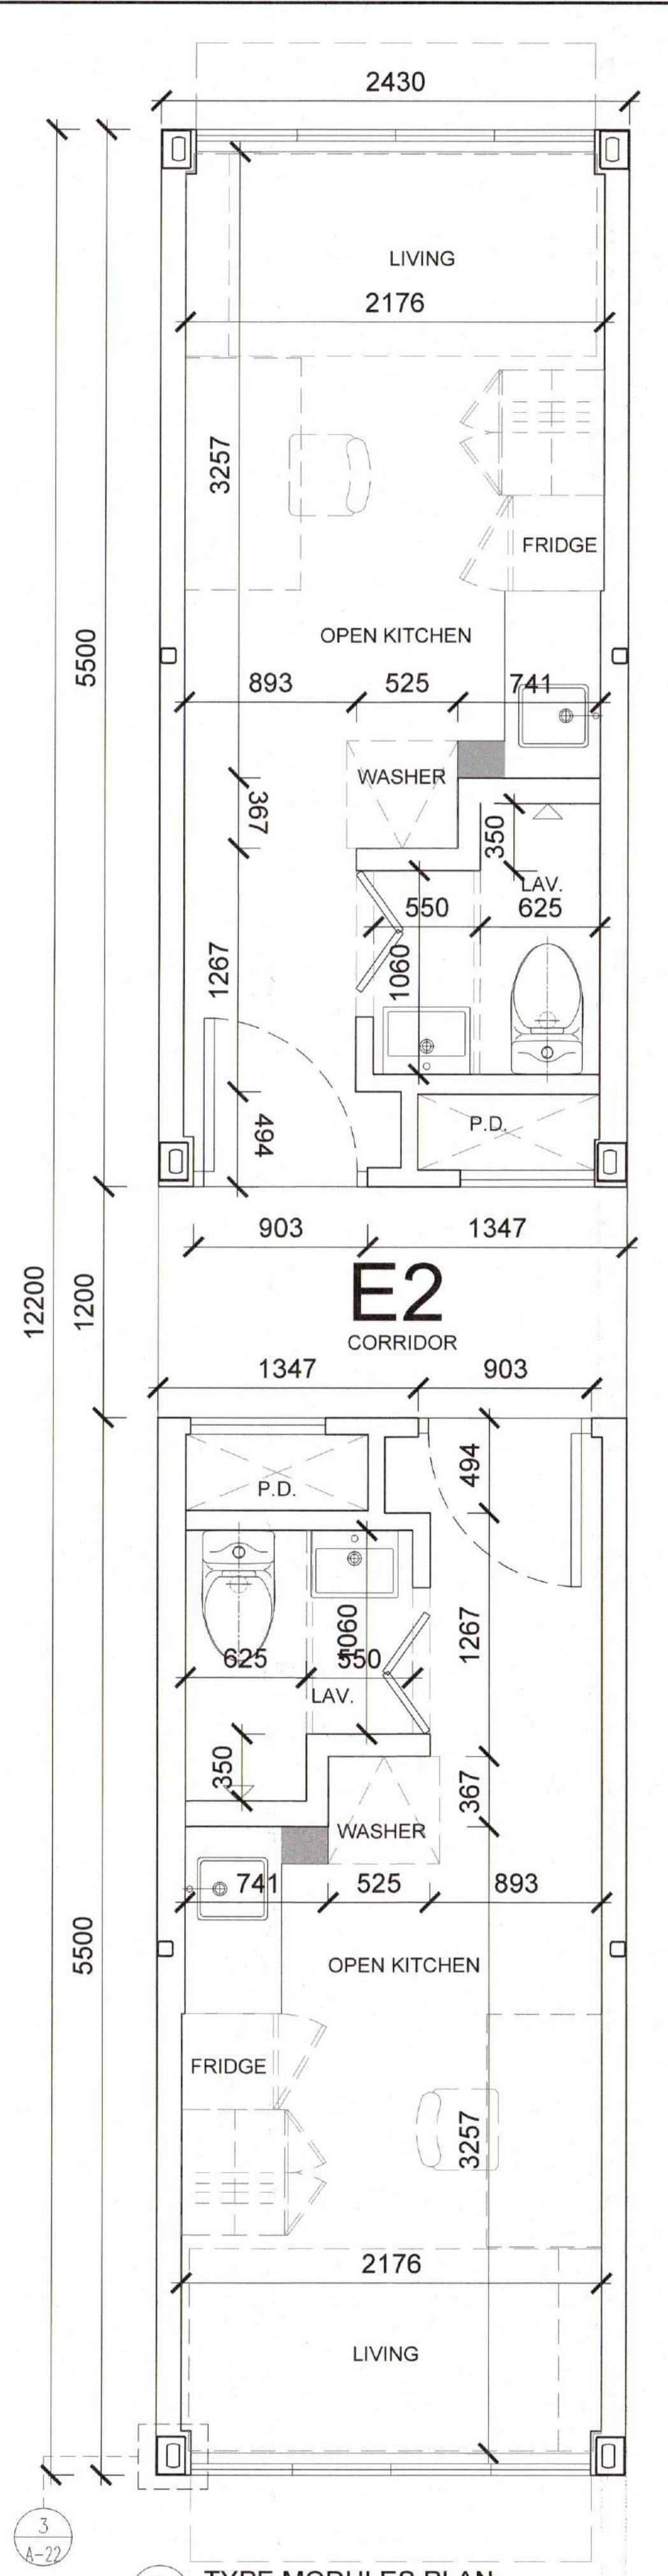 2430
LIVING
2176
3257
FRIDGE
OPEN KITCHEN
5500
893 525 741
WASHER
367
350
LAV.
550 625
1267
1060
494
P.D.
903 1347
E2
12200
1200
CORRIDOR
1347 903
494
P.D.
1267
1060
625 550
LAV.
350
367
WASHER
741 525 893
OPEN KITCHEN
5500
FRIDGE
3257
2176
LIVING
3
A-22
TYPE MODULES PLAN